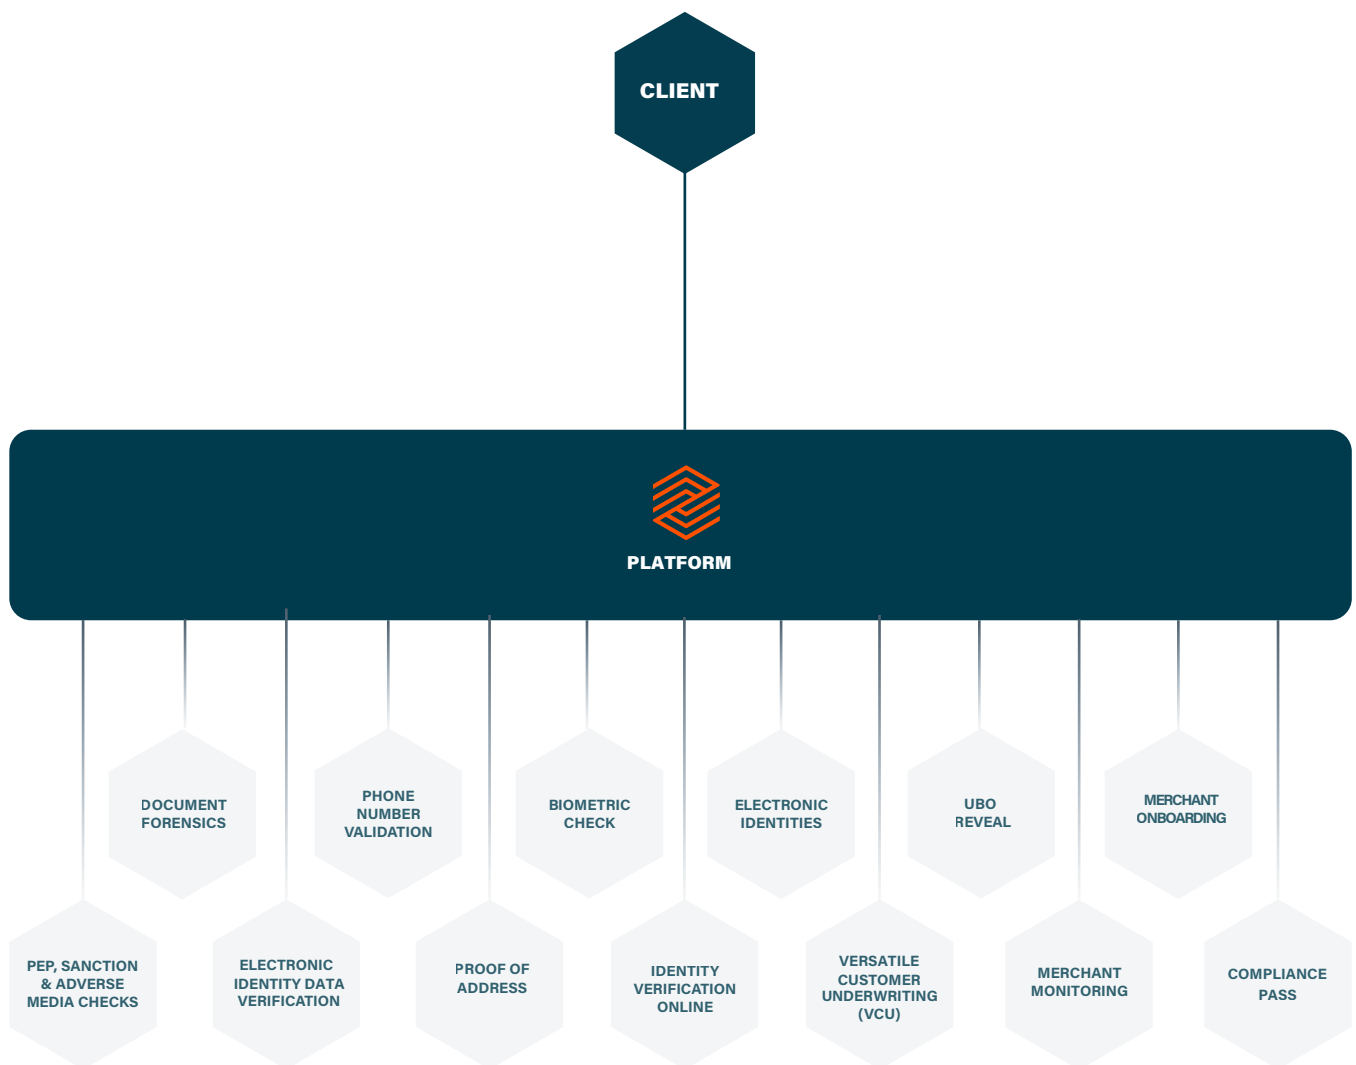 CLIENT
PLATFORM
DOCUMENT
FORENSICS
PHONE
NUMBER
VALIDATION
BIOMETRIC
CHECK
ELECTRONIC
IDENTITIES
UBO
REVEAL
MERCHANT
ONBOARDING
PEP, SANCTION
& ADVERSE
MEDIA CHECKS
ELECTRONIC
IDENTITY DATA
VERIFICATION
PROOF OF
ADDRESS
IDENTITY
VERIFICATION
ONLINE
VERSATILE
CUSTOMER
UNDERWRITING
(VCU)
MERCHANT
MONITORING
COMPLIANCE
PASS